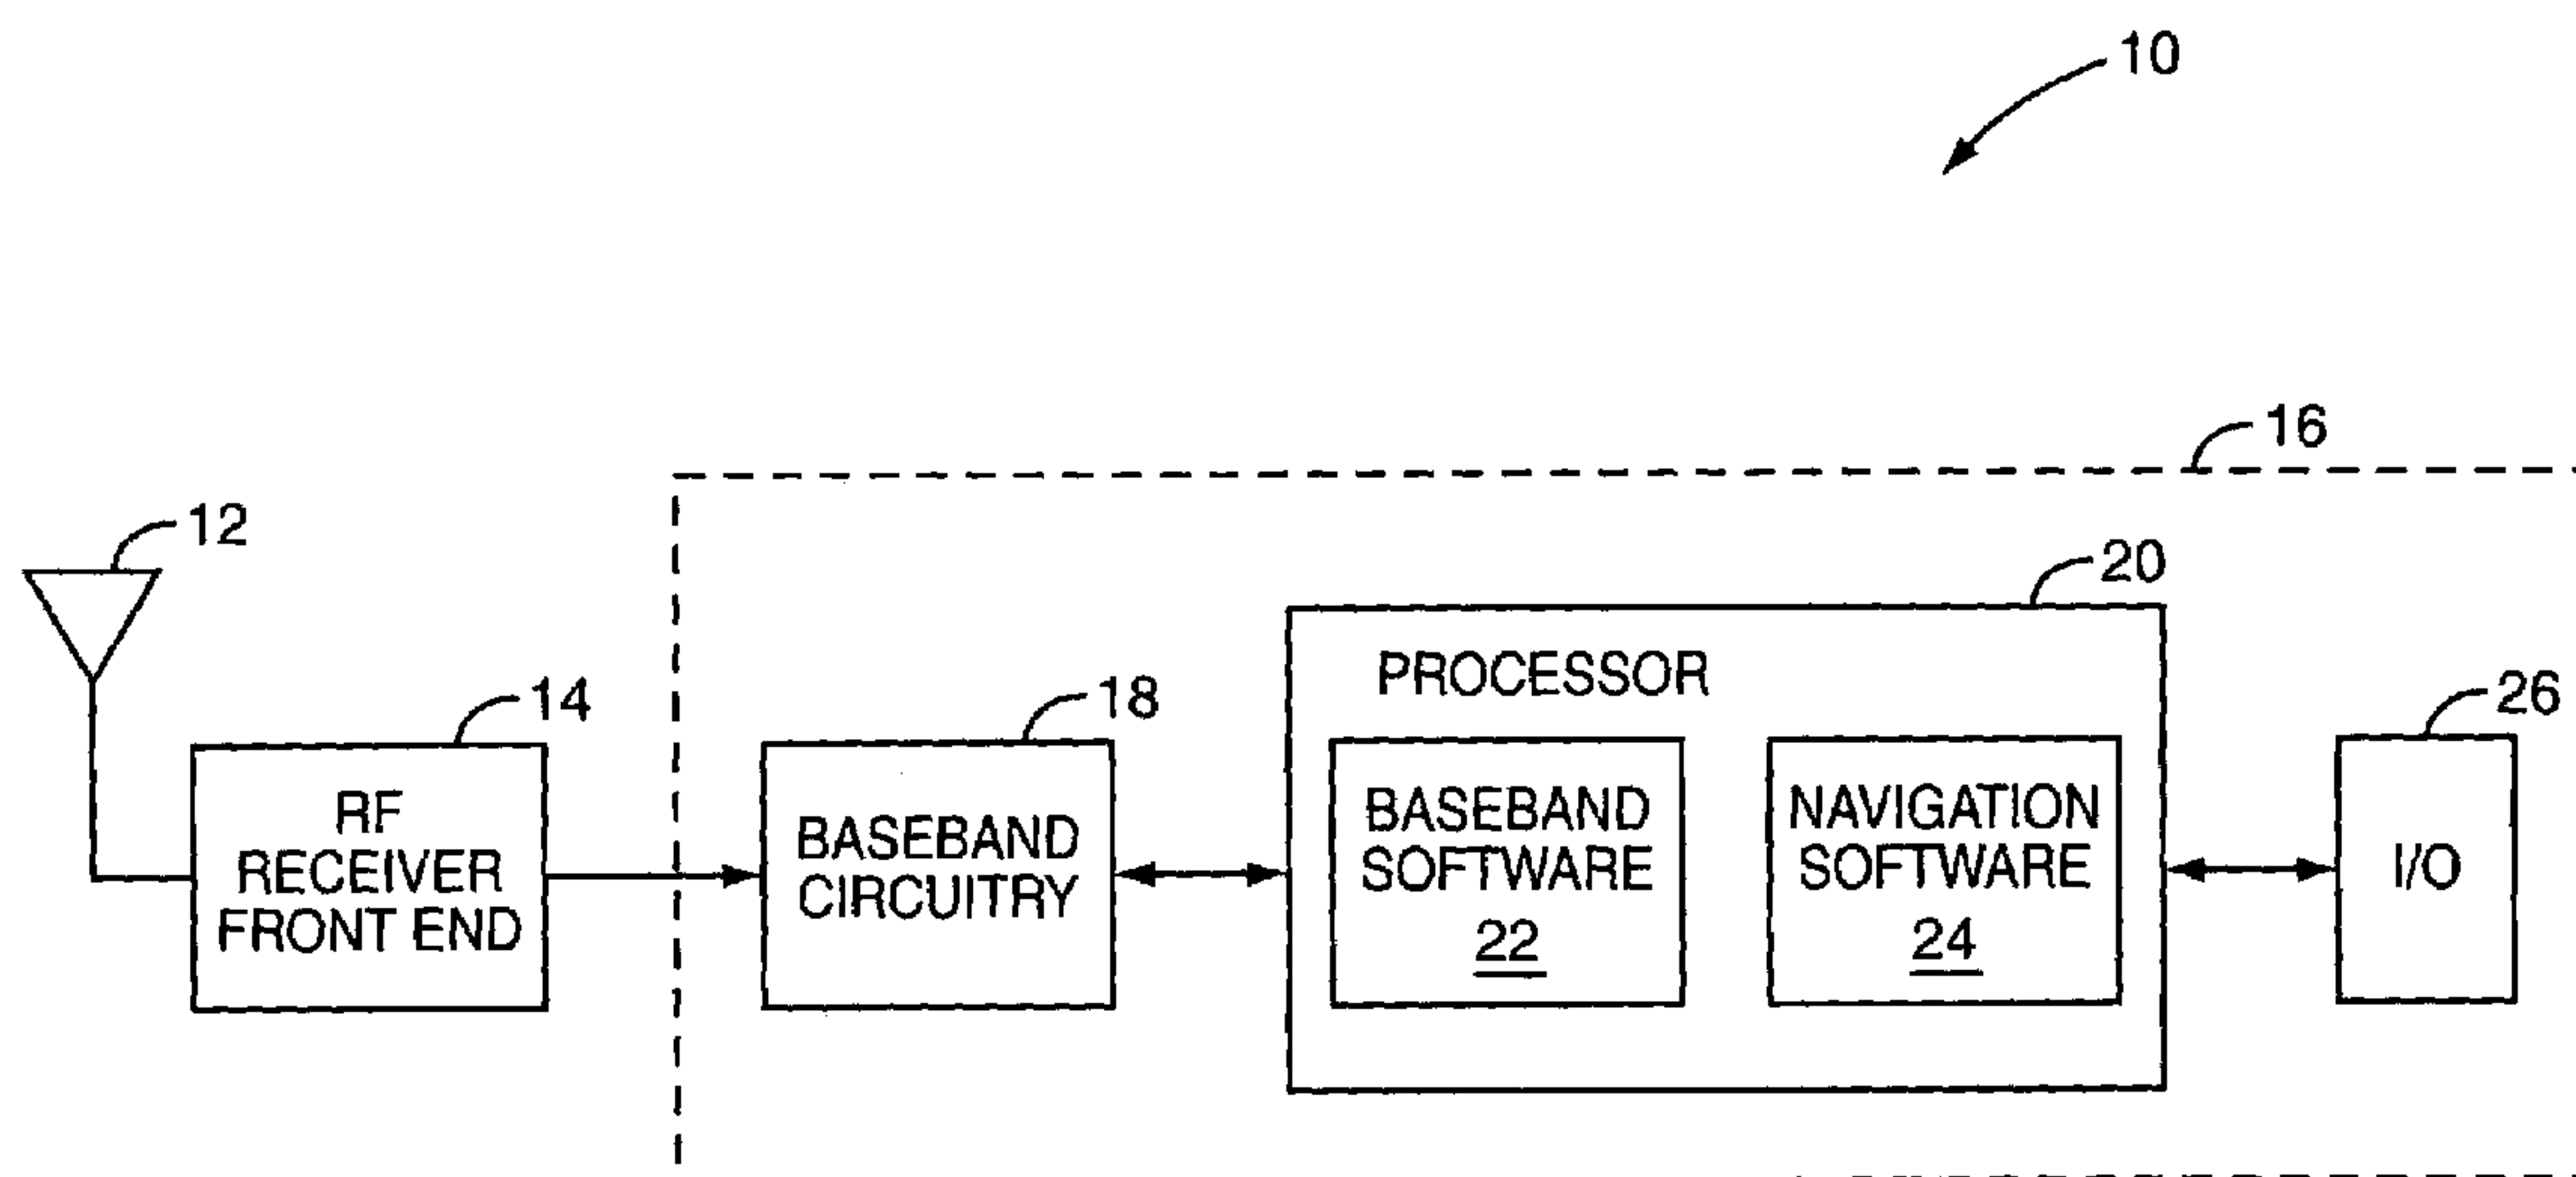 10
16
12
20
PROCESSOR
14
18
26
RF
RECEIVER
FRONT END
BASEBAND
CIRCUITRY
BASEBAND
SOFTWARE
22
NAVIGATION
SOFTWARE
24
I/O